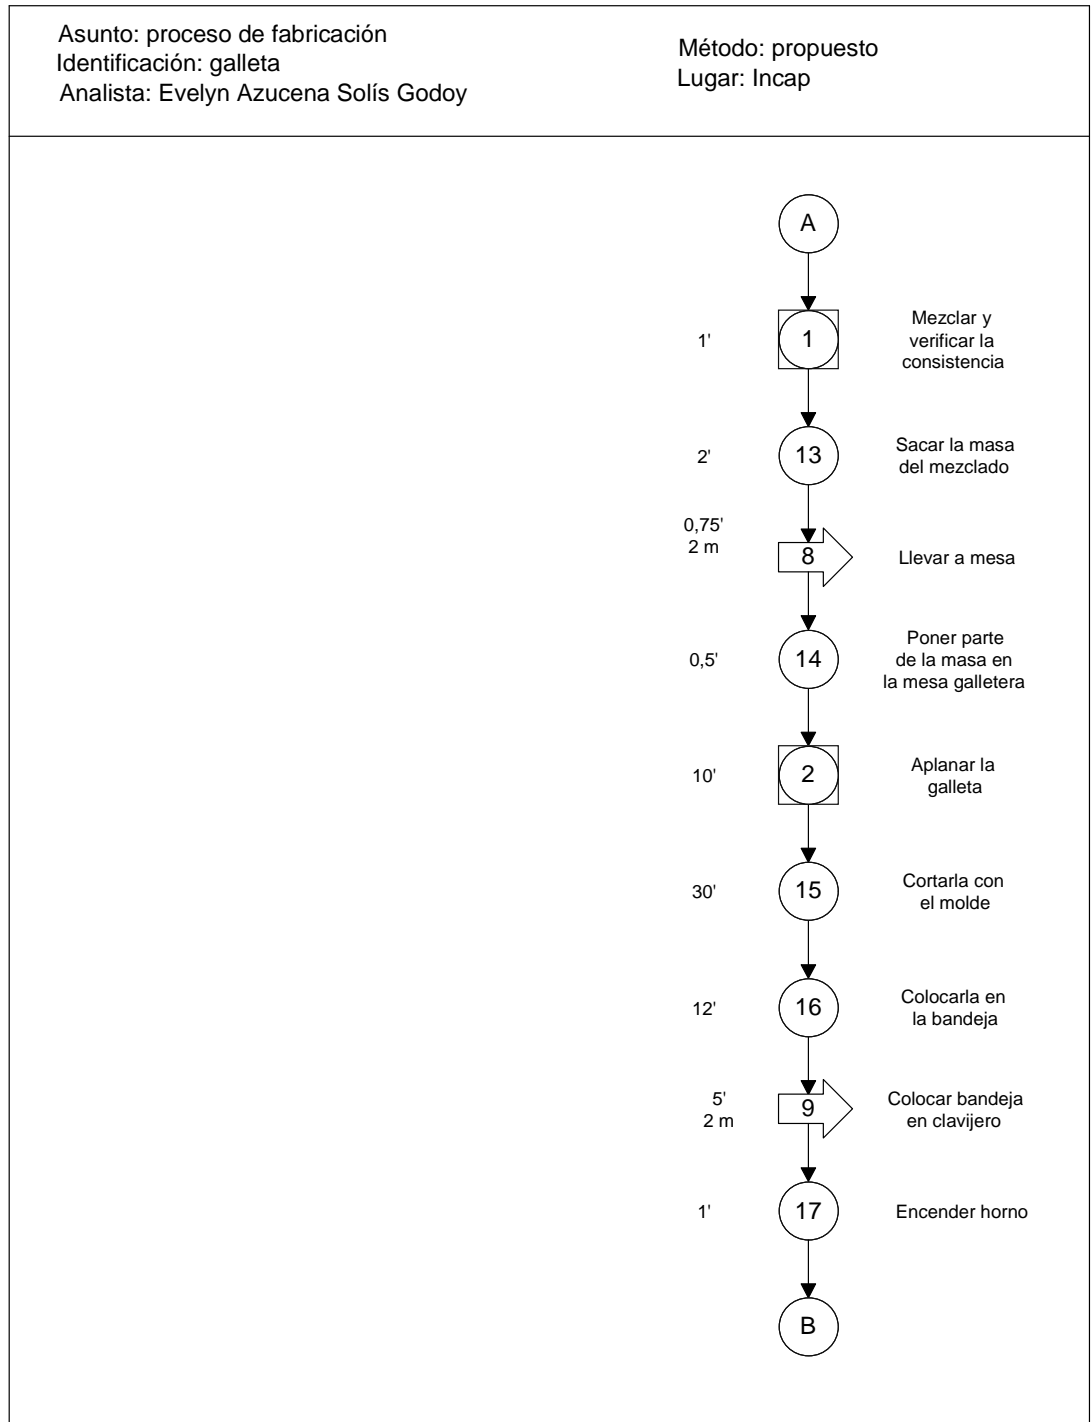 Asunto: proceso de fabricación
Identificación: galleta
Analista: Evelyn Azucena Solís Godoy
Método: propuesto
Lugar: Incap
A
1'
1
Mezclar y
verificar la
consistencia
2'
13
Sacar la masa
del mezclado
0,75'
2 m
8
Llevar a mesa
0,5'
14
Poner parte
de la masa en
la mesa galletera
10'
2
Aplanar la
galleta
30'
15
Cortarla con
el molde
12'
16
Colocarla en
la bandeja
5'
2 m
9
Colocar bandeja
en clavijero
1'
17
Encender horno
B